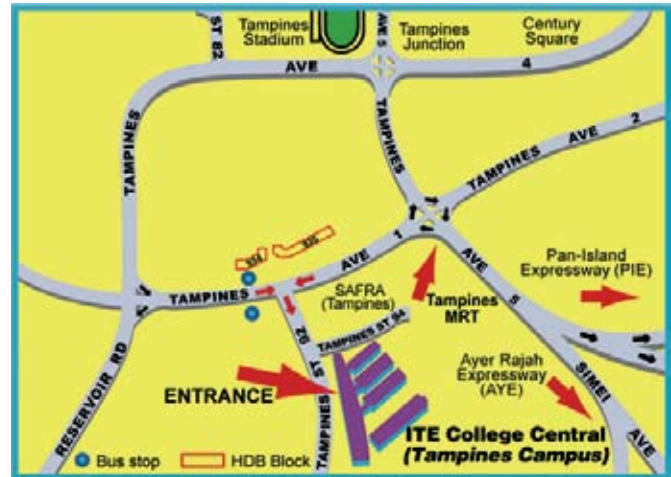 ST 82
Tampines
Stadium
AVE 5
Tampines
Junction
Century
Square
AVE
4
TAMPINES
TAMPINES
TAMPINES AVE 2
934
935
AVE 1
AVE 5
Pan-Island
Expressway (PIE)
TAMPINES
SAFRA
(Tampines)
Tampines
MRT
ST 92
TAMPINES ST 94
Ayer Rajah
Expressway
(AYE)
SIMEI
AVE
ENTRANCE
RESERVOIR RD
TAMPINES
ITE College Central
(Tampines Campus)
Bus stop
HDB Block